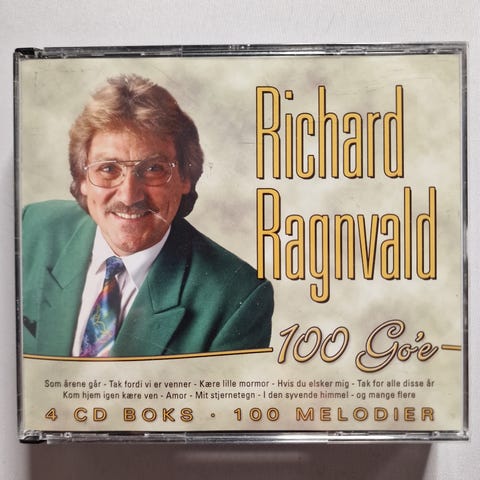 Richard
Ragnvald
100 Go'e
Som årene går - Tak fordi vi er venner - Kære lille mormor - Hvis du elsker mig - Tak for alle disse år
Kom hjem igen kære ven - Amor - Mit stjernetegn - I den syvende himmel - og mange flere
4 CD BOKS · 100 MELODIER